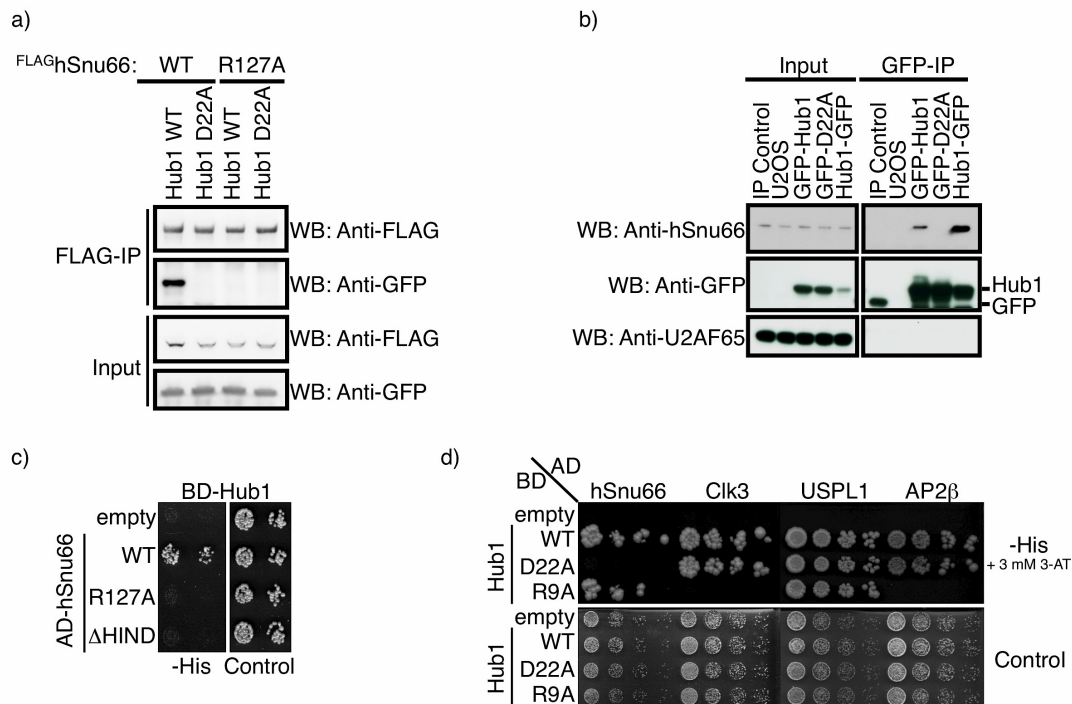 a)
FLAGhSnu66: WT R127A
Hub1 WT
Hub1 D22A
Hub1 WT
Hub1 D22A
FLAG-IP
WB: Anti-FLAG
WB: Anti-GFP
Input
WB: Anti-FLAG
WB: Anti-GFP
b)
Input GFP-IP
IP Control
U2OS
GFP-Hub1
GFP-D22A
Hub1-GFP
IP Control
U2OS
GFP-Hub1
GFP-D22A
Hub1-GFP
WB: Anti-hSnu66
WB: Anti-GFP
Hub1
GFP
WB: Anti-U2AF65
c)
BD-Hub1
AD-hSnu66
empty
WT
R127A
ΔHIND
-His Control
d)
BD AD
hSnu66 Clk3 USPL1 AP2β
empty
Hub1
WT
D22A
R9A
-His
+ 3 mM 3-AT
empty
Hub1
WT
D22A
R9A
Control